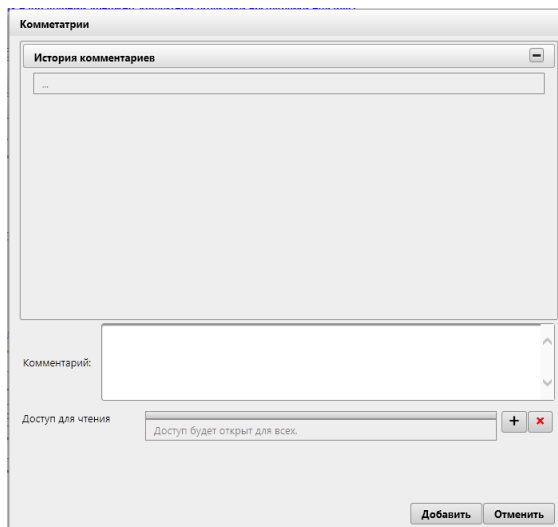 Комметатрии
История комментариев
...
Комментарий:
Доступ для чтения
Доступ будет открыт для всех.
Добавить
Отменить